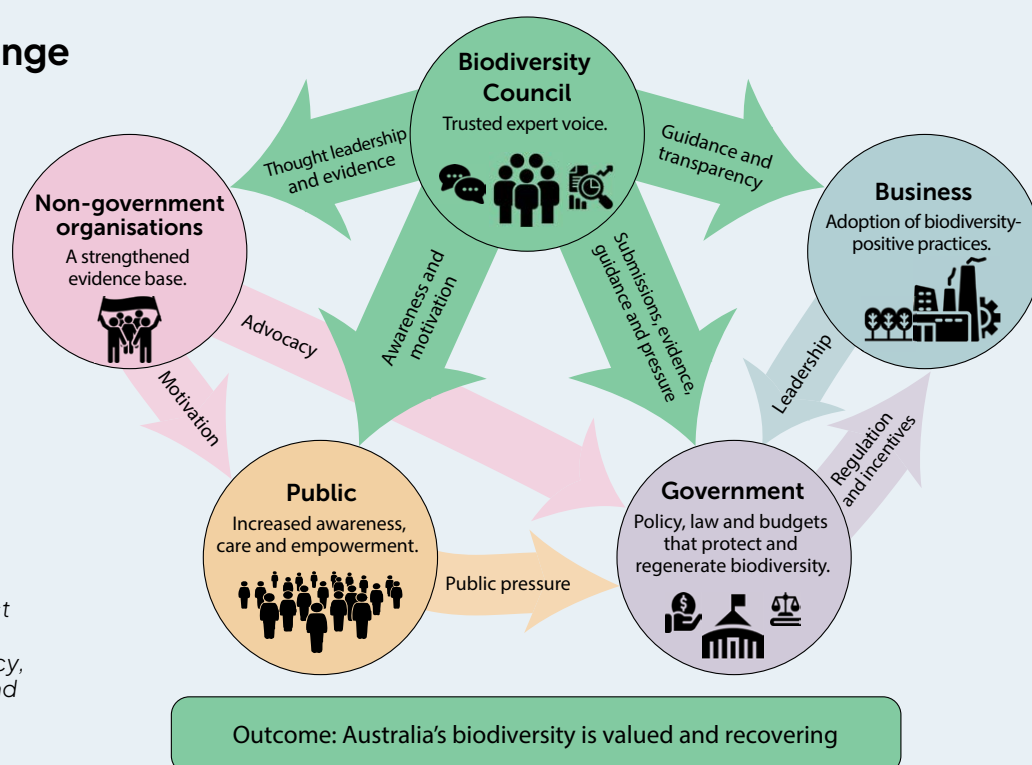 nge
Biodiversity
Council
Trusted expert voice.
Thought leadership
and evidence
Guidance and
transparency
Non-government
organisations
A strengthened
evidence base.
Business
Adoption of biodiversity-
positive practices.
Awareness and
motivation
Submissions, evidence,
guidance and pressure
Advocacy
Motivation
Leadership
Regulation
and incentives
Public
Increased awareness,
care and empowerment.
Public pressure
Government
Policy, law and budgets
that protect and
regenerate biodiversity.
$
st
cy,
nd
Outcome: Australia’s biodiversity is valued and recovering